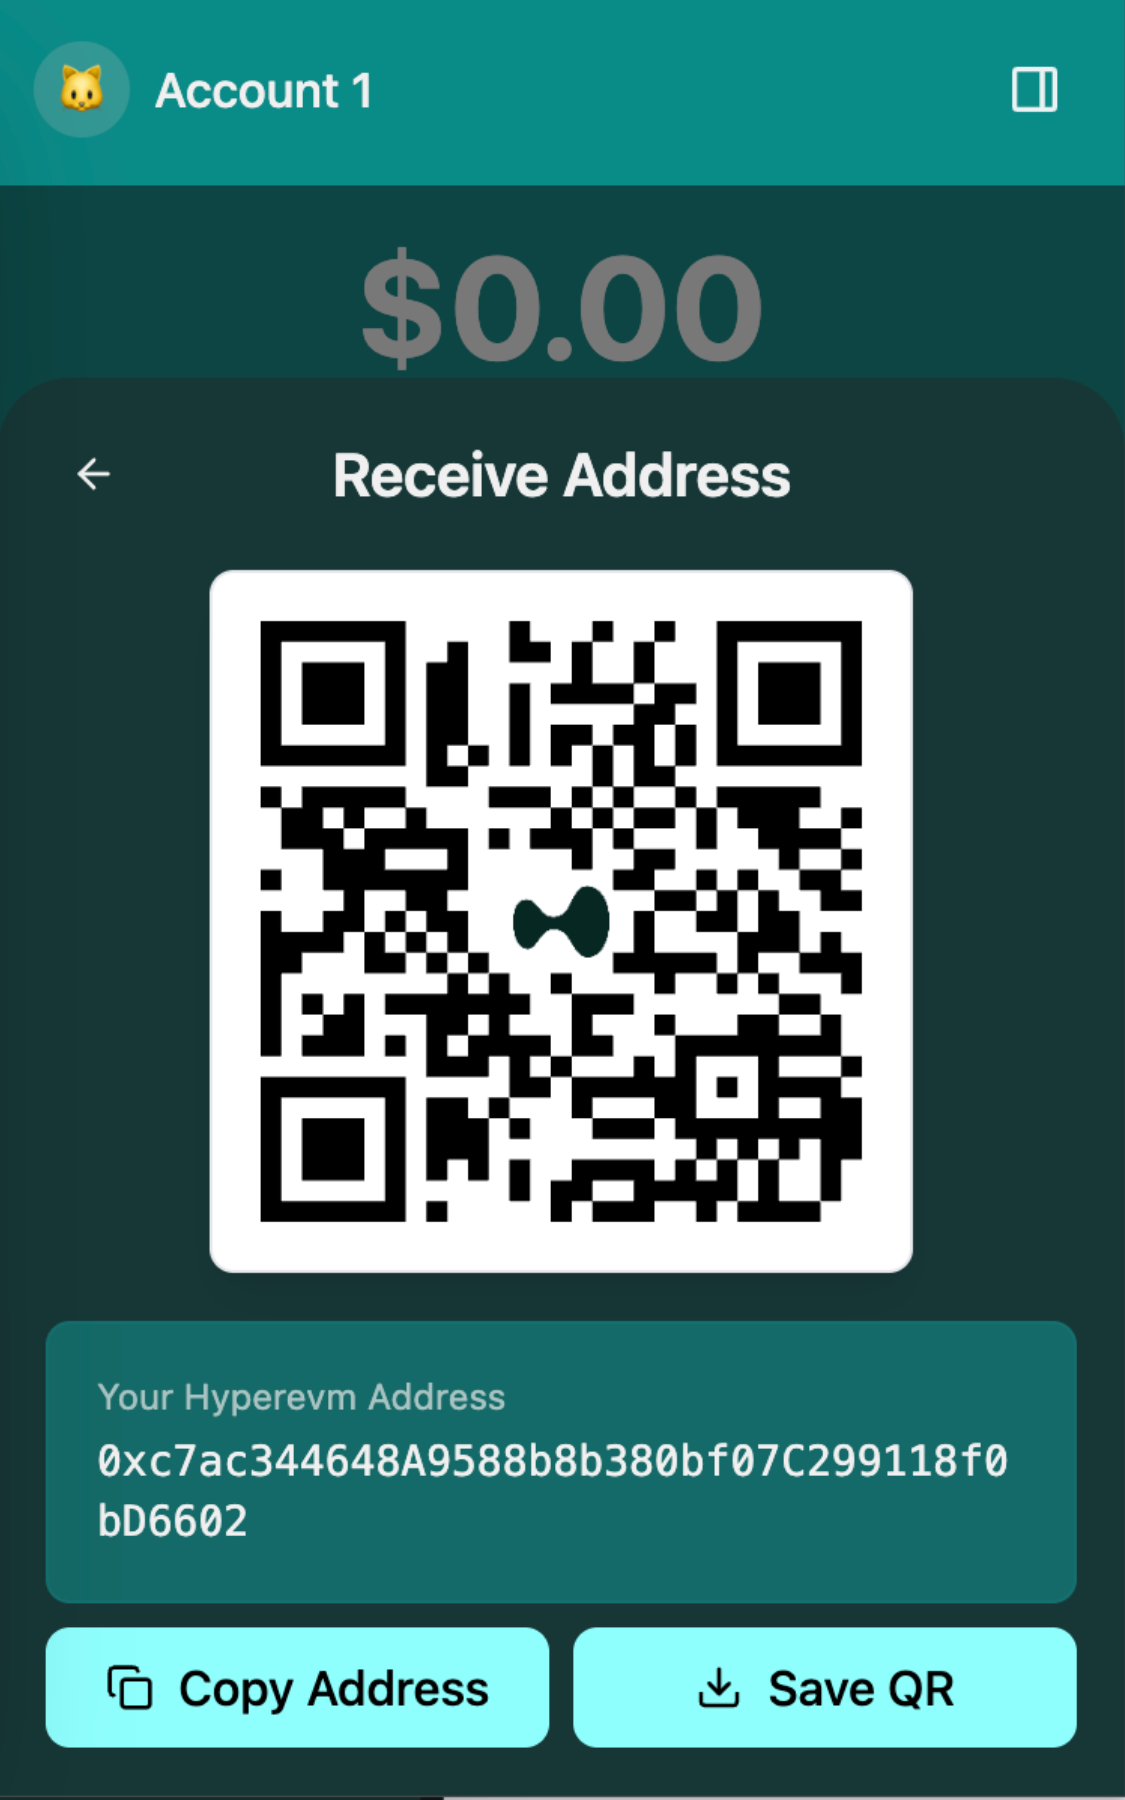 Account 1
$0.00
Receive Address
Your Hyperevm Address
0xc7ac344648A9588b8b380bf07C299118f0
bD6602
Copy Address
Save QR